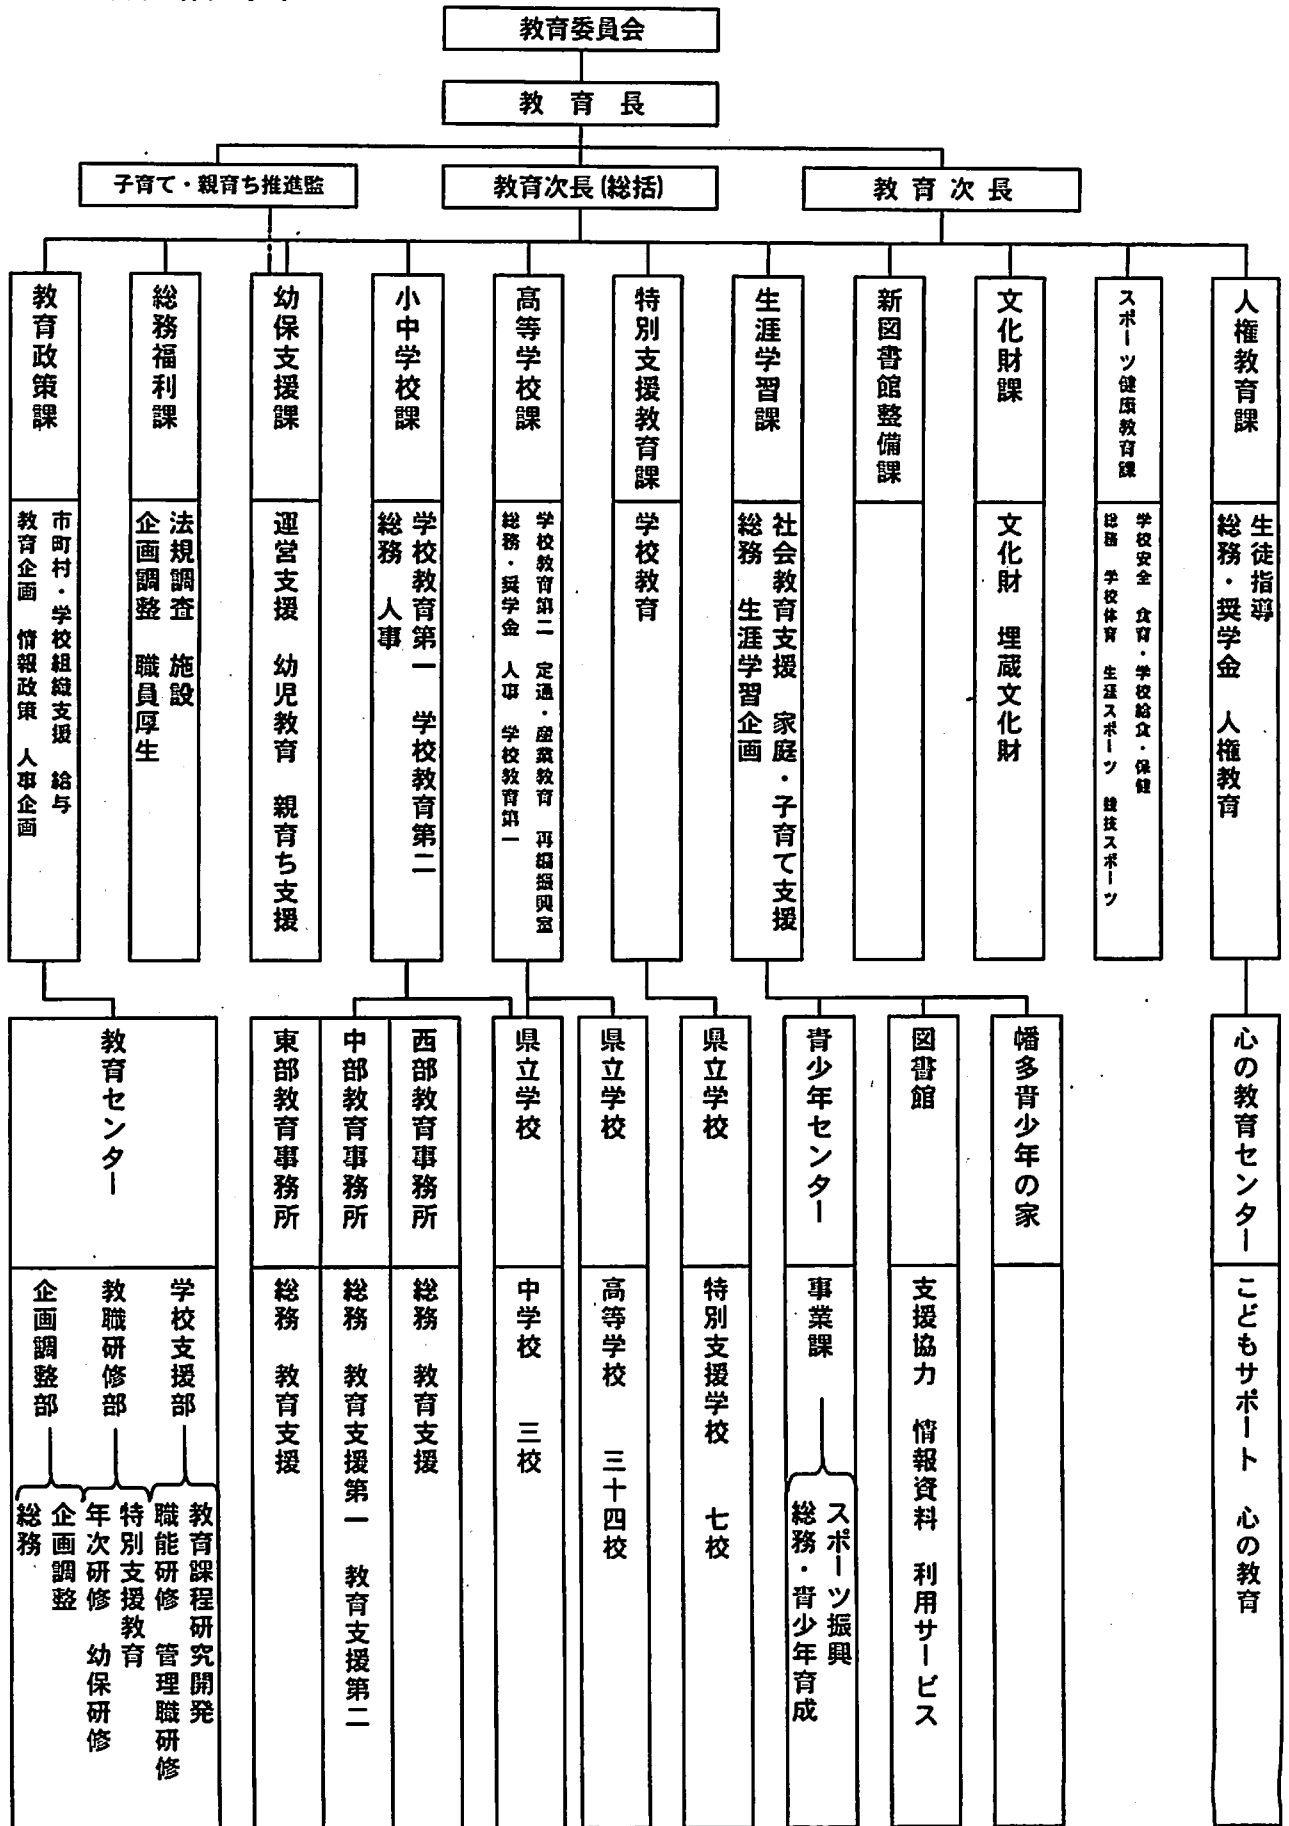 教育委員会
教育長
子育て・親育ち推進監
教育次長(総括)
教育次長
教育政策課
市町村・学校組織支援 給与
教育企画 情報政策 人事企画
総務福利課
法規調査 施設
企画調整 職員厚生
幼保支援課
運営支援 幼児教育 親育ち支援
小中学校課
学校教育第一 学校教育第二
総務 人事
高等学校課
学校教育第二 定通・産業教育 再編振興室
総務・奨学金 人事 学校教育第一
特別支援教育課
学校教育
生涯学習課
社会教育支援 家庭・子育て支援
総務 生涯学習企画
新図書館整備課
文化財課
文化財 埋蔵文化財
スポーツ健康教育課
学校安全 食育・学校給食・保健
総務 学校体育 生涯スポーツ 競技スポーツ
人権教育課
生徒指導
総務・奨学金 人権教育
教育センター
学校支援部
教育課程研究開発
職能研修 管理職研修
教職研修部
特別支援教育
年次研修 幼保研修
企画調整部
企画調整
総務
東部教育事務所
総務 教育支援
中部教育事務所
総務 教育支援第一 教育支援第二
西部教育事務所
総務 教育支援
県立学校
中学校 三校
県立学校
高等学校 三十四校
県立学校
特別支援学校 七校
青少年センター
事業課
スポーツ振興
総務・青少年育成
図書館
支援協力 情報資料 利用サービス
幡多青少年の家
心の教育センター
こどもサポート 心の教育